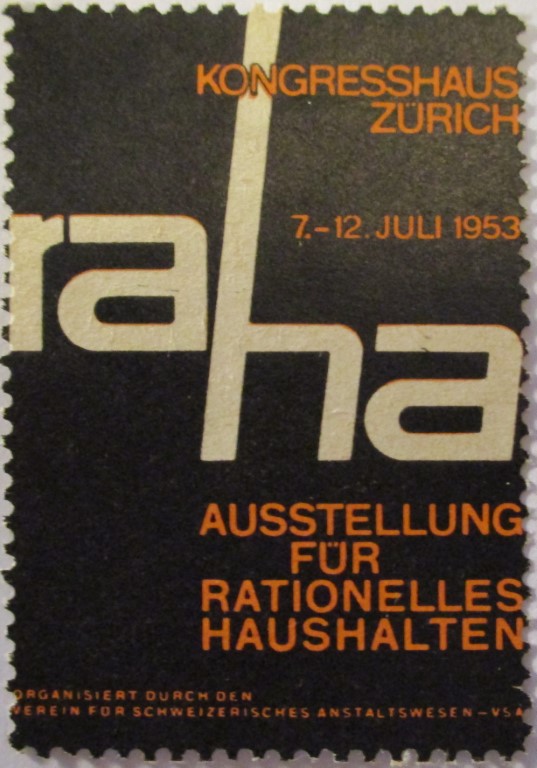 KONGRESSHAUS
ZÜRICH
7.-12. JULI 1953
raha
AUSSTELLUNG
FÜR
RATIONELLES
HAUSHALTEN
ORGANISIERT DURCH DEN
VEREIN FÜR SCHWEIZERISCHES ANSTALTSWESEN – VSA